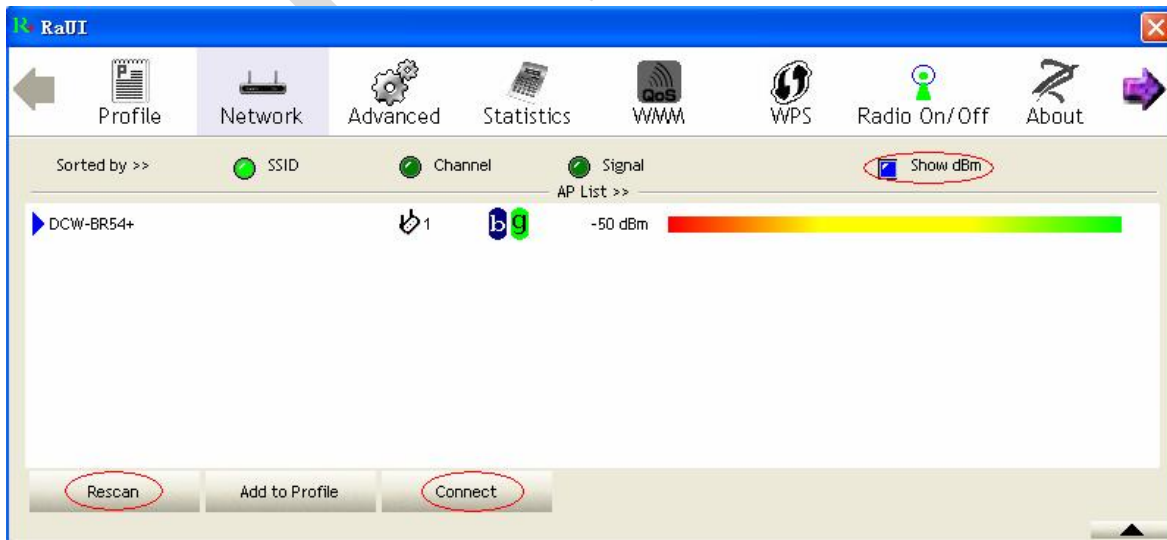 RaUI
Profile Network Advanced Statistics QoS WMM WPS Radio On/Off About
Sorted by >> SSID Channel Signal Show dBm
AP List >>
DCW-BR54+ 1 b g -50 dBm
Rescan Add to Profile Connect